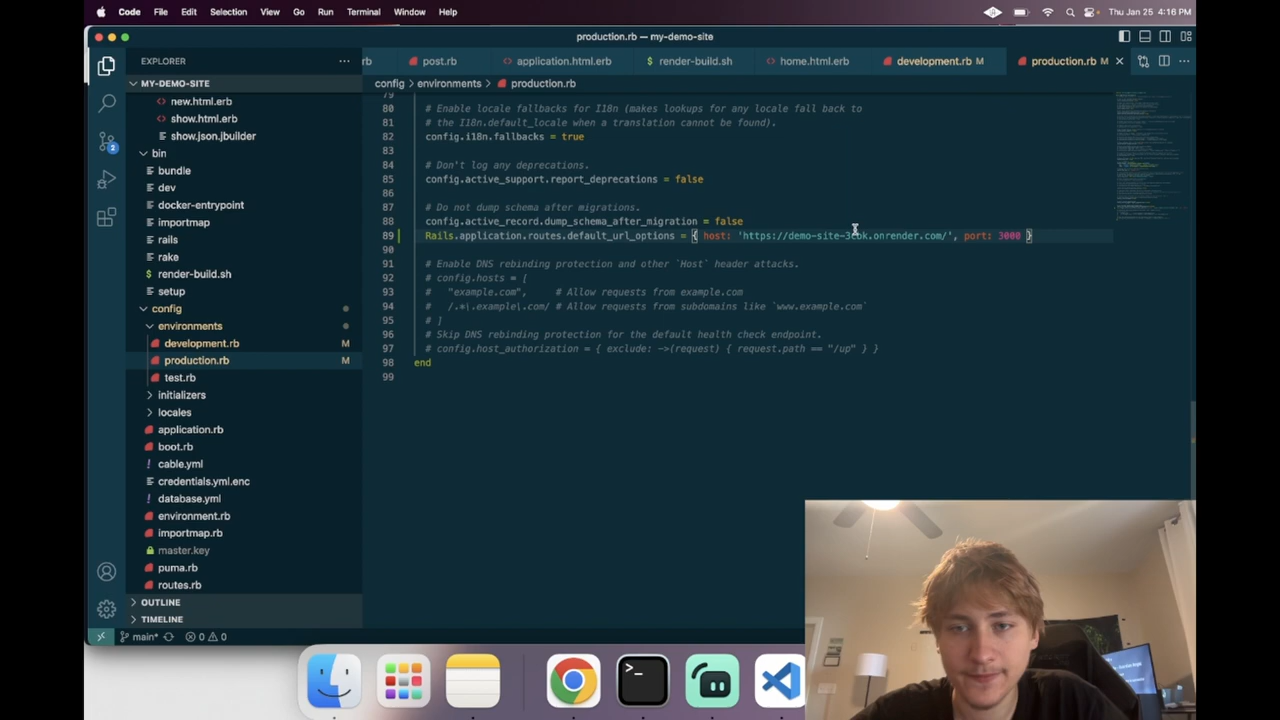 Code File Edit Selection View Go Run Terminal Window Help Thu Jan 25 4:16 PM
production.rb — my-demo-site
EXPLORER
rb post.rb application.html.erb render-build.sh home.html.erb development.rb M production.rb M
config > environments > production.rb
MY-DEMO-SITE
new.html.erb
show.html.erb
show.json.jbuilder
bin
bundle
dev
docker-entrypoint
importmap
rails
rake
render-build.sh
setup
config
environments
development.rb M
production.rb M
test.rb
initializers
locales
application.rb
boot.rb
cable.yml
credentials.yml.enc
database.yml
environment.rb
importmap.rb
master.key
puma.rb
routes.rb
OUTLINE
TIMELINE
79
80 # Enable locale fallbacks for I18n (makes lookups for any locale fall back to
81 # the I18n.default_locale when a translation cannot be found).
82 config.i18n.fallbacks = true
83
84 # Don't log any deprecations.
85 config.active_support.report_deprecations = false
86
87 # Do not dump schema after migrations.
88 config.active_record.dump_schema_after_migration = false
89 Rails.application.routes.default_url_options = { host: , port: 3000 }
90
91 # Enable DNS rebinding protection and other `Host` header attacks.
92 # config.hosts = [
93 # "example.com", # Allow requests from example.com
94 # /.*\.example\.com/ # Allow requests from subdomains like `www.example.com`
95 # ]
96 # Skip DNS rebinding protection for the default health check endpoint.
97 # config.host_authorization = { exclude: ->(request) { request.path == "/up" } }
98 end
99
main* 0 0
2